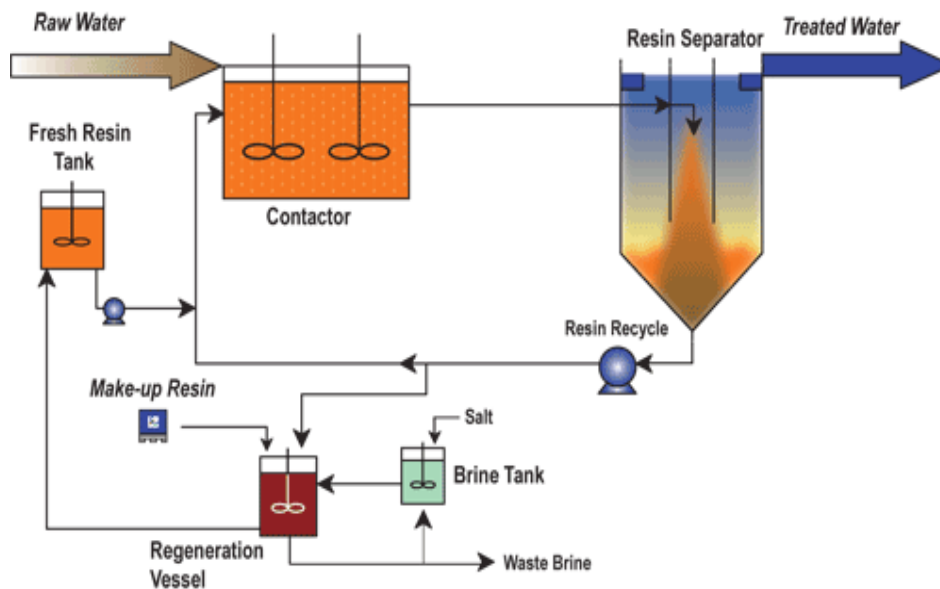 Raw Water
Resin Separator
Treated Water
Fresh Resin
Tank
Contactor
Resin Recycle
Make-up Resin
Salt
Brine Tank
Regeneration
Vessel
Waste Brine